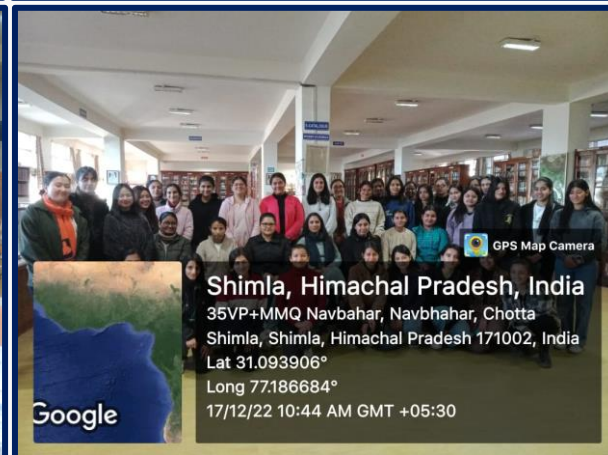 GPS Map Camera
Shimla, Himachal Pradesh, India
35VP+MMQ Navbahar, Navbhahar, Chotta
Shimla, Shimla, Himachal Pradesh 171002, India
Lat 31.093906°
Long 77.186684°
17/12/22 10:44 AM GMT +05:30
Google